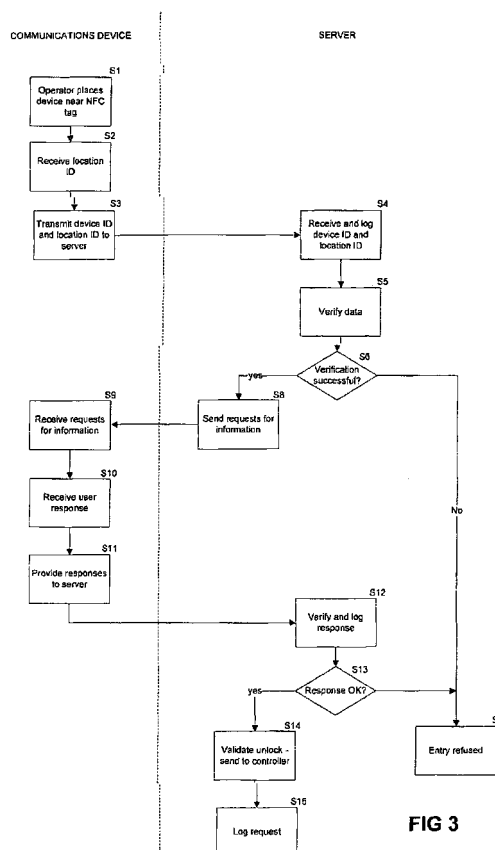 COMMUNICATIONS DEVICE
SERVER
S1
Operator places
device near NFC
tag
S2
Receive location
ID
S3
Transmit device ID
and location ID to
server
S4
Receive and log
device ID and
location ID
S5
Verify data
S6
Verification
successful?
yes
S8
Send requests for
information
S9
Receive requests
for information
S10
Receive user
response
No
S11
Provide responses
to server
S12
Verify and log
response
S13
Response OK?
yes
S14
Validate unlock -
send to controller
Entry refused
S15
Log request
FIG 3